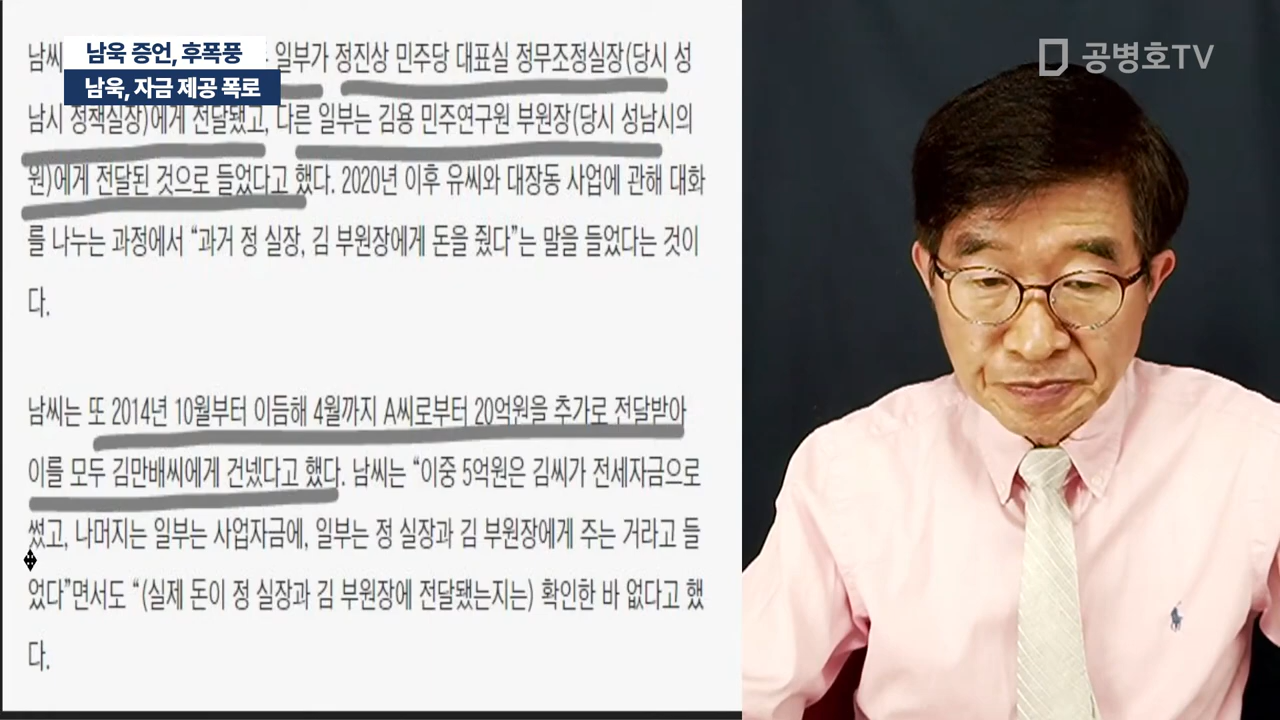 남욱 증언, 후폭풍
남욱, 자금 제공 폭로
공병호TV
남씨 일부가 정진상 민주당 대표실 정무조정실장(당시 성
남시 정책실장)에게 전달됐고, 다른 일부는 김용 민주연구원 부원장(당시 성남시의
원)에게 전달된 것으로 들었다고 했다. 2020년 이후 유씨와 대장동 사업에 관해 대화
를 나누는 과정에서 “과거 정 실장, 김 부원장에게 돈을 줬다”는 말을 들었다는 것이
다.
남씨는 또 2014년 10월부터 이듬해 4월까지 A씨로부터 20억원을 추가로 전달받아
이를 모두 김만배씨에게 건넸다고 했다. 남씨는 “이중 5억원은 김씨가 전세자금으로
썼고, 나머지는 일부는 사업자금에, 일부는 정 실장과 김 부원장에게 주는 거라고 들
었다”면서도 “(실제 돈이 정 실장과 김 부원장에 전달됐는지는) 확인한 바 없다고 했
다.